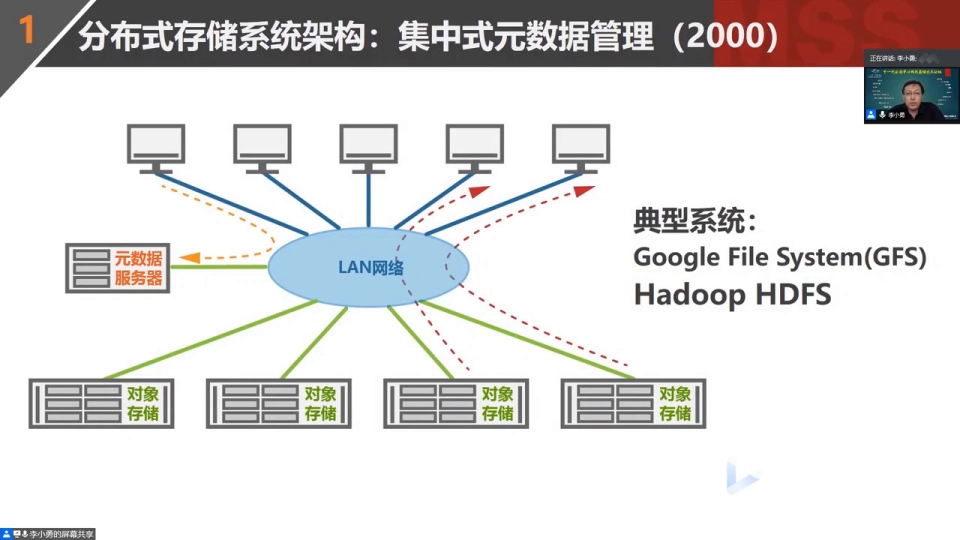 1
分布式存储系统架构：集中式元数据管理（2000）
MSS
正在讲话: 李小勇;
李小勇
典型系统：
Google File System(GFS)
Hadoop HDFS
元数据
服务器
LAN网络
对象
存储
对象
存储
对象
存储
对象
存储
李小勇的屏幕共享